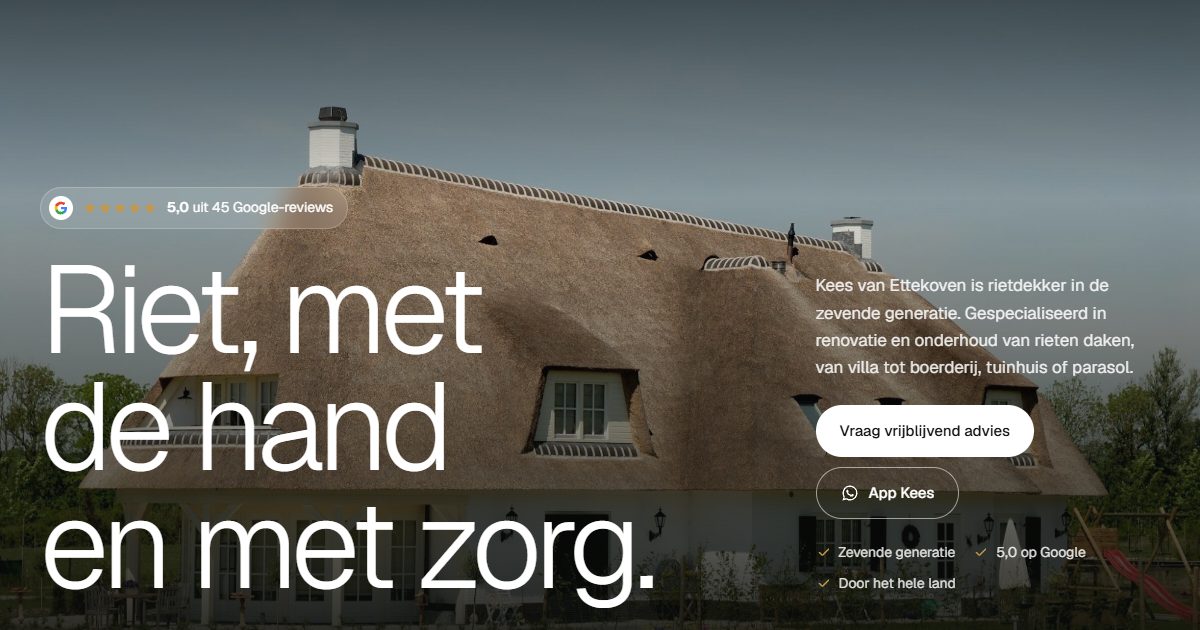 5,0 uit 45 Google-reviews
Riet, met
de hand
en met zorg.
Kees van Ettekoven is rietdekker in de
zevende generatie. Gespecialiseerd in
renovatie en onderhoud van rieten daken,
van villa tot boerderij, tuinhuis of parasol.
Vraag vrijblijvend advies
App Kees
Zevende generatie
5,0 op Google
Door het hele land